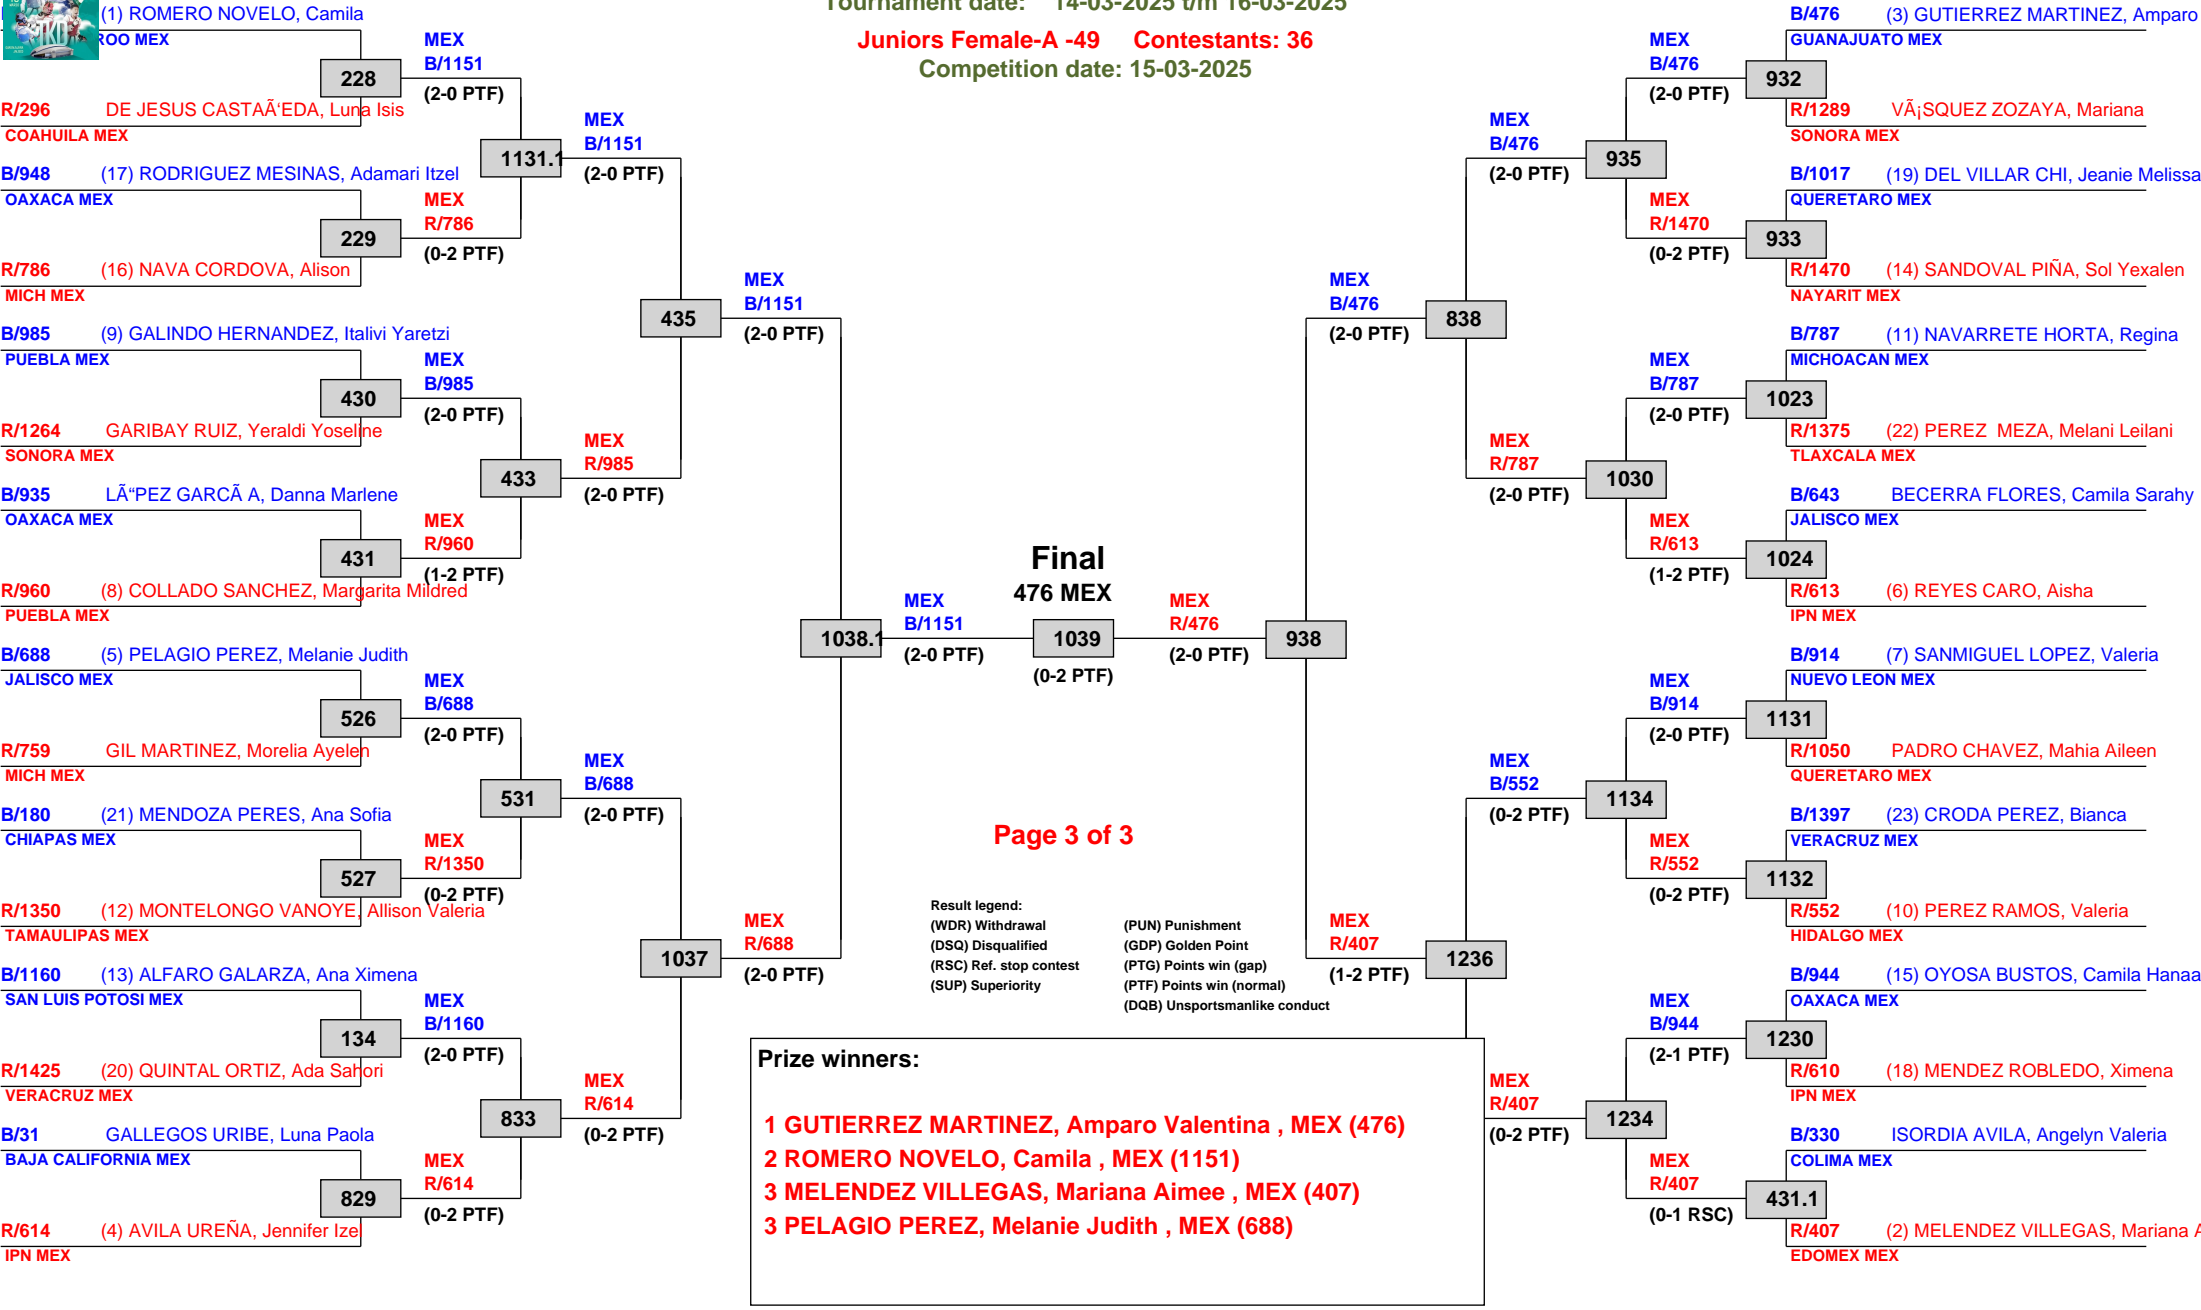 Tournament date: 14-03-2025 t/m 16-03-2025
Juniors Female-A -49 Contestants: 36
Competition date: 15-03-2025
(1) ROMERO NOVELO, Camila
ROO MEX
R/296 DE JESUS CASTAÃ'EDA, Luna Isis
COAHUILA MEX
B/948 (17) RODRIGUEZ MESINAS, Adamari Itzel
OAXACA MEX
R/786 (16) NAVA CORDOVA, Alison
MICH MEX
B/985 (9) GALINDO HERNANDEZ, Italivi Yaretzi
PUEBLA MEX
R/1264 GARIBAY RUIZ, Yeraldi Yoseline
SONORA MEX
B/935 LÃ“PEZ GARCÃ A, Danna Marlene
OAXACA MEX
R/960 (8) COLLADO SANCHEZ, Margarita Mildred
PUEBLA MEX
B/688 (5) PELAGIO PEREZ, Melanie Judith
JALISCO MEX
R/759 GIL MARTINEZ, Morelia Ayelen
MICH MEX
B/180 (21) MENDOZA PERES, Ana Sofia
CHIAPAS MEX
R/1350 (12) MONTELONGO VANOYE, Allison Valeria
TAMAULIPAS MEX
B/1160 (13) ALFARO GALARZA, Ana Ximena
SAN LUIS POTOSI MEX
R/1425 (20) QUINTAL ORTIZ, Ada Sahori
VERACRUZ MEX
B/31 GALLEGOS URIBE, Luna Paola
BAJA CALIFORNIA MEX
R/614 (4) AVILA UREÑA, Jennifer Izel
IPN MEX
228
229
430
431
526
527
134
829
MEX
B/1151
(2-0 PTF)
MEX
R/786
(0-2 PTF)
MEX
B/985
(2-0 PTF)
MEX
R/960
(1-2 PTF)
MEX
B/688
(2-0 PTF)
MEX
R/1350
(0-2 PTF)
MEX
B/1160
(2-0 PTF)
MEX
R/614
(0-2 PTF)
1131.1
433
531
833
MEX
B/1151
(2-0 PTF)
MEX
R/985
(2-0 PTF)
MEX
B/688
(2-0 PTF)
MEX
R/614
(0-2 PTF)
435
1037
MEX
B/1151
(2-0 PTF)
MEX
R/688
(2-0 PTF)
1038.1
MEX
B/1151
(2-0 PTF)
Final
476 MEX
1039
(0-2 PTF)
MEX
R/476
(2-0 PTF)
938
MEX
B/476
(2-0 PTF)
MEX
R/407
(1-2 PTF)
838
1236
MEX
B/476
(2-0 PTF)
MEX
R/787
(2-0 PTF)
MEX
B/552
(0-2 PTF)
MEX
R/407
(0-2 PTF)
935
1030
1134
1234
MEX
B/476
(2-0 PTF)
MEX
R/1470
(0-2 PTF)
MEX
B/787
(2-0 PTF)
MEX
R/613
(1-2 PTF)
MEX
B/914
(2-0 PTF)
MEX
R/552
(0-2 PTF)
MEX
B/944
(2-1 PTF)
MEX
R/407
(0-1 RSC)
932
933
1023
1024
1131
1132
1230
431.1
B/476 (3) GUTIERREZ MARTINEZ, Amparo
GUANAJUATO MEX
R/1289 VÃ¡SQUEZ ZOZAYA, Mariana
SONORA MEX
B/1017 (19) DEL VILLAR CHI, Jeanie Melissa
QUERETARO MEX
R/1470 (14) SANDOVAL PIÑA, Sol Yexalen
NAYARIT MEX
B/787 (11) NAVARRETE HORTA, Regina
MICHOACAN MEX
R/1375 (22) PEREZ MEZA, Melani Leilani
TLAXCALA MEX
B/643 BECERRA FLORES, Camila Sarahy
JALISCO MEX
R/613 (6) REYES CARO, Aisha
IPN MEX
B/914 (7) SANMIGUEL LOPEZ, Valeria
NUEVO LEON MEX
R/1050 PADRO CHAVEZ, Mahia Aileen
QUERETARO MEX
B/1397 (23) CRODA PEREZ, Bianca
VERACRUZ MEX
R/552 (10) PEREZ RAMOS, Valeria
HIDALGO MEX
B/944 (15) OYOSA BUSTOS, Camila Hanaa
OAXACA MEX
R/610 (18) MENDEZ ROBLEDO, Ximena
IPN MEX
B/330 ISORDIA AVILA, Angelyn Valeria
COLIMA MEX
R/407 (2) MELENDEZ VILLEGAS, Mariana A
EDOMEX MEX
Page 3 of 3
Result legend:
(WDR) Withdrawal (PUN) Punishment
(DSQ) Disqualified (GDP) Golden Point
(RSC) Ref. stop contest (PTG) Points win (gap)
(SUP) Superiority (PTF) Points win (normal)
(DQB) Unsportsmanlike conduct
Prize winners:
1 GUTIERREZ MARTINEZ, Amparo Valentina , MEX (476)
2 ROMERO NOVELO, Camila , MEX (1151)
3 MELENDEZ VILLEGAS, Mariana Aimee , MEX (407)
3 PELAGIO PEREZ, Melanie Judith , MEX (688)